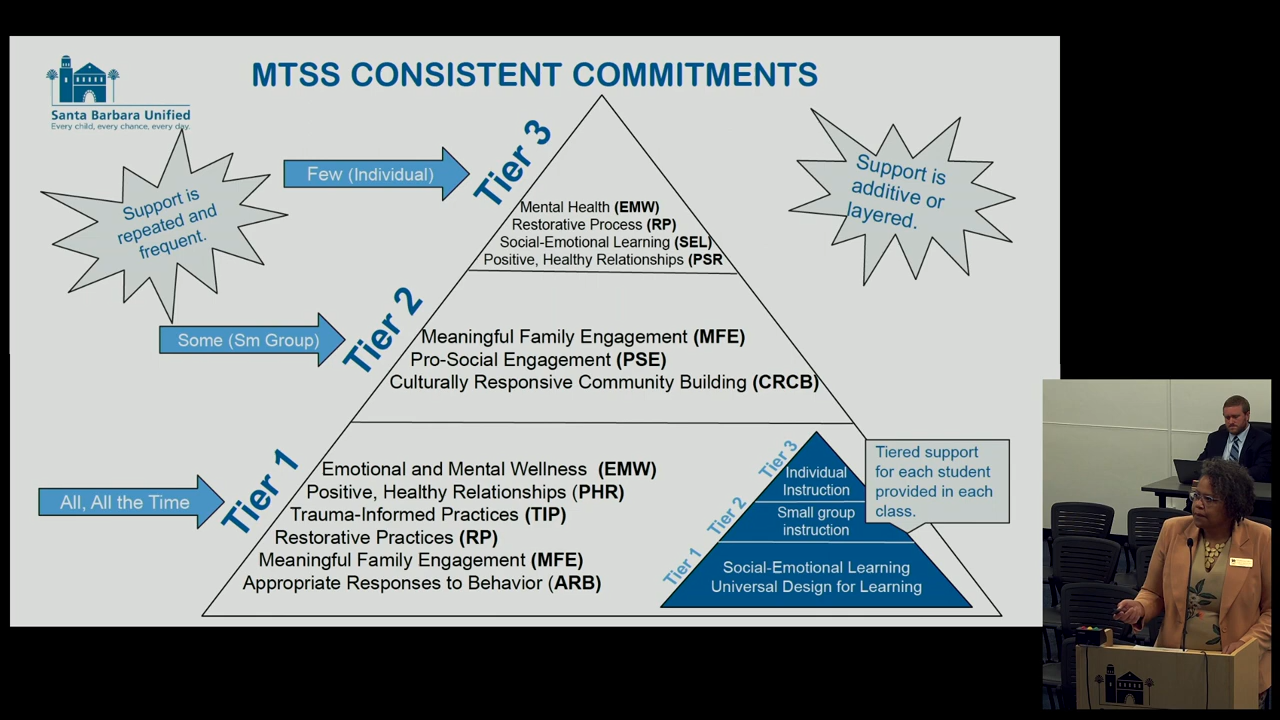 MTSS CONSISTENT COMMITMENTS
Santa Barbara Unified
Every child, every chance, every day.
Support is
repeated and
frequent.
Few (Individual)
Tier 3
Support is
additive or
layered.
Mental Health (EMW)
Restorative Process (RP)
Social-Emotional Learning (SEL)
Positive, Healthy Relationships (PSR
Some (Sm Group)
Tier 2
Meaningful Family Engagement (MFE)
Pro-Social Engagement (PSE)
Culturally Responsive Community Building (CRCB)
All, All the Time
Tier 1
Emotional and Mental Wellness (EMW)
Positive, Healthy Relationships (PHR)
Trauma-Informed Practices (TIP)
Restorative Practices (RP)
Meaningful Family Engagement (MFE)
Appropriate Responses to Behavior (ARB)
Tier 3
Individual
Instruction
Tier 2
Small group
instruction
Tier 1
Social-Emotional Learning
Universal Design for Learning
Tiered support
for each student
provided in each
class.